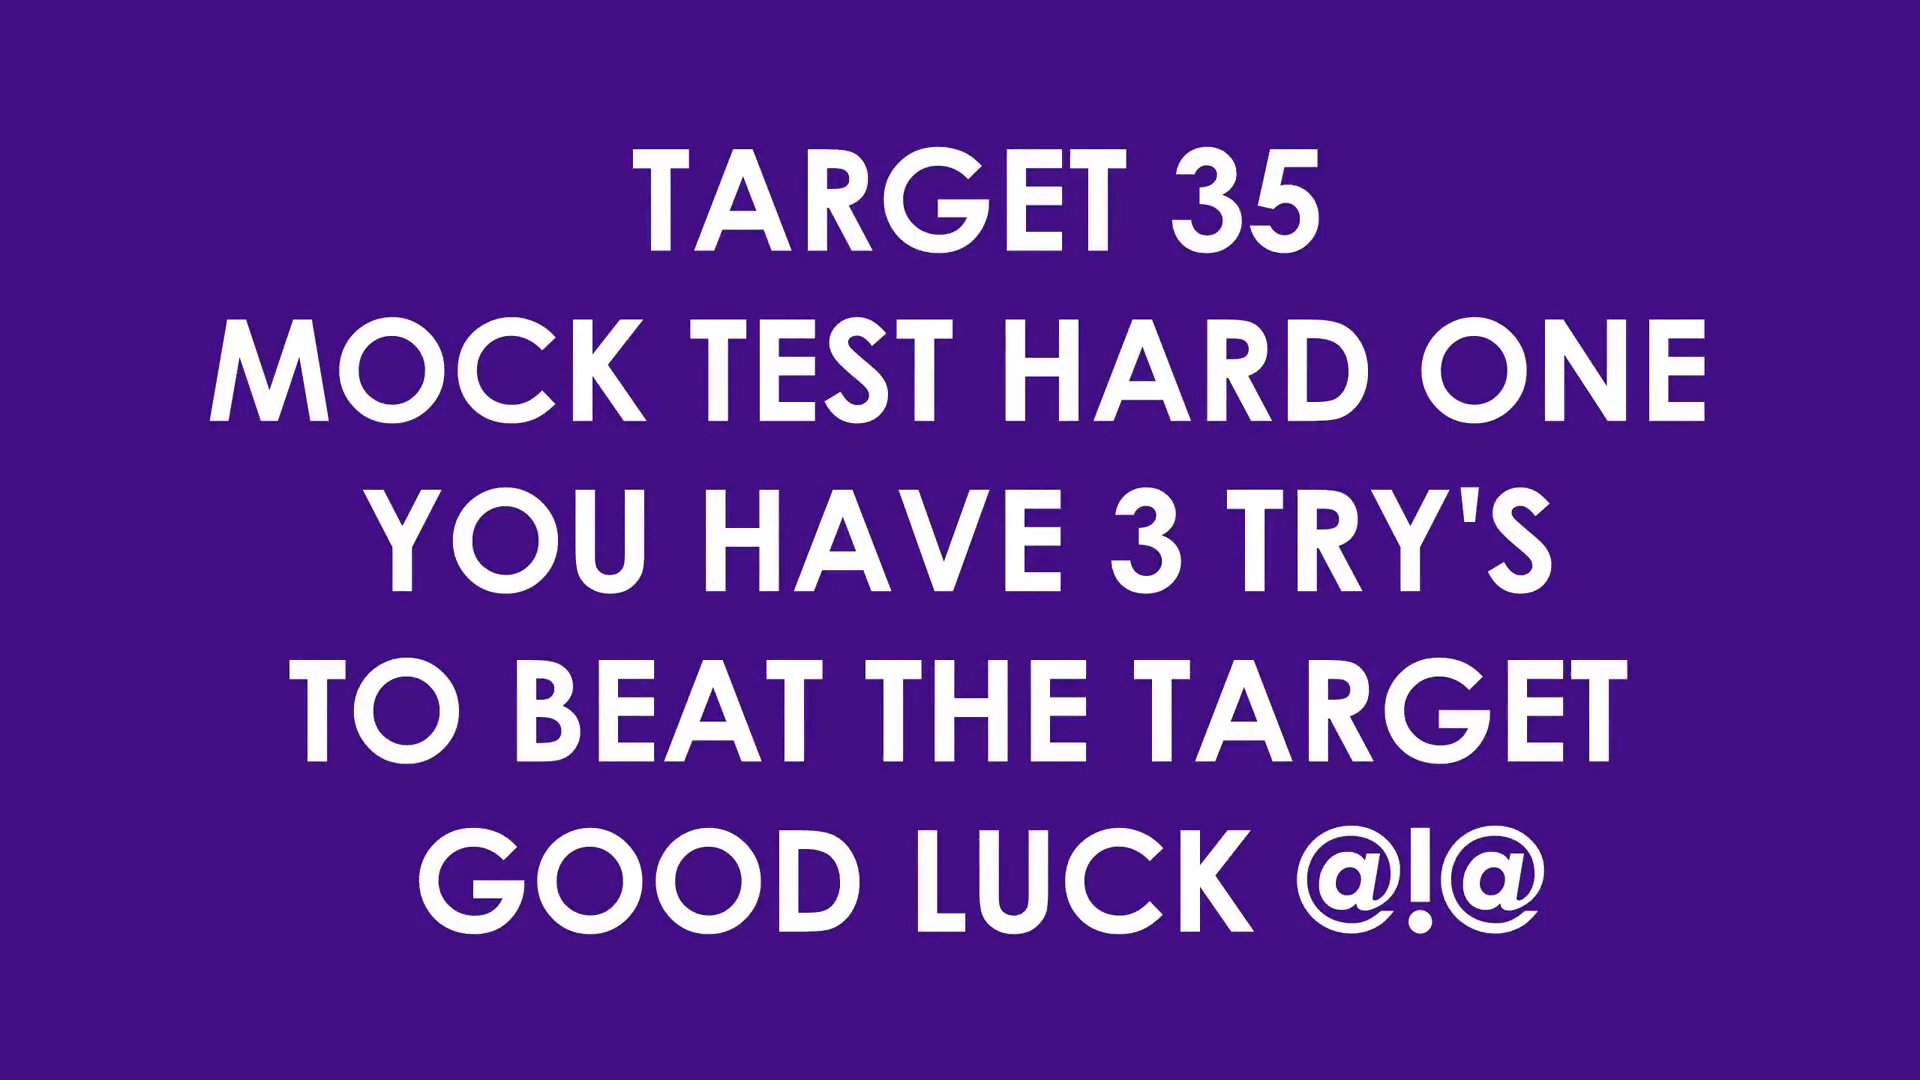 TARGET 35
MOCK TEST HARD ONE
YOU HAVE 3 TRY'S
TO BEAT THE TARGET
GOOD LUCK @!@